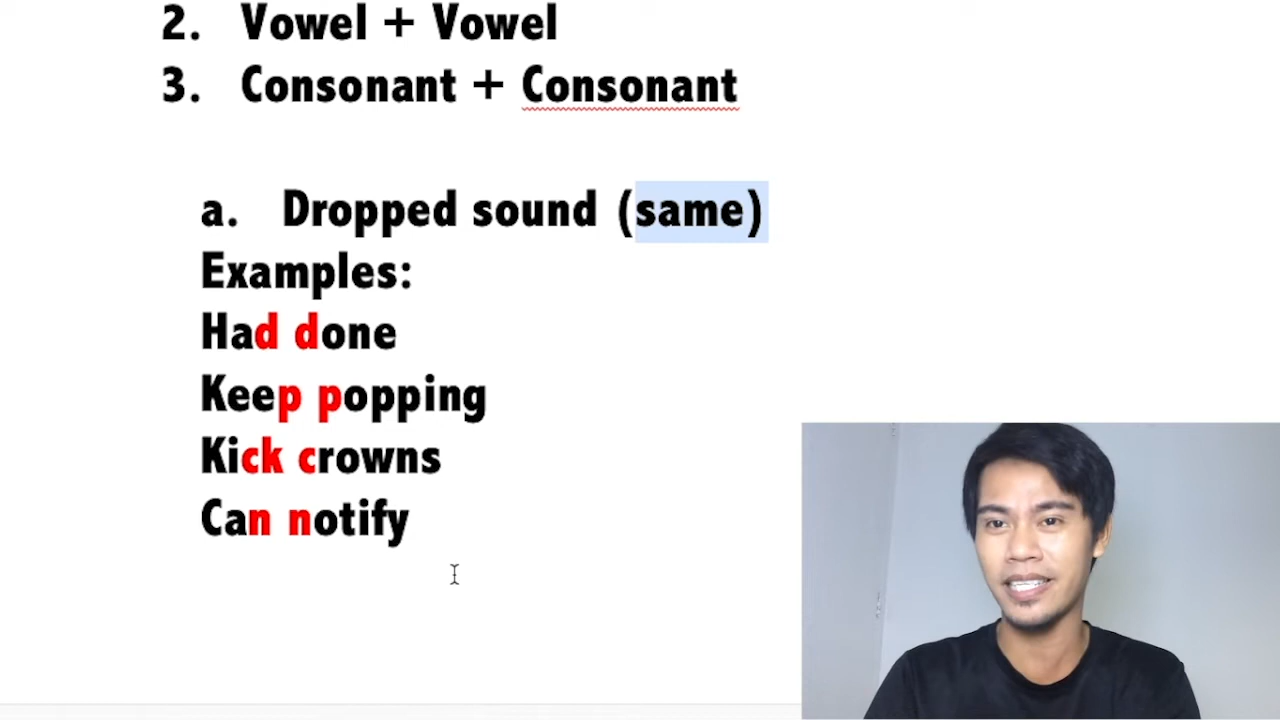 2. Vowel + Vowel
3. Consonant + Consonant
a. Dropped sound (same)
Examples:
Had done
Keep popping
Kick crowns
Can notify